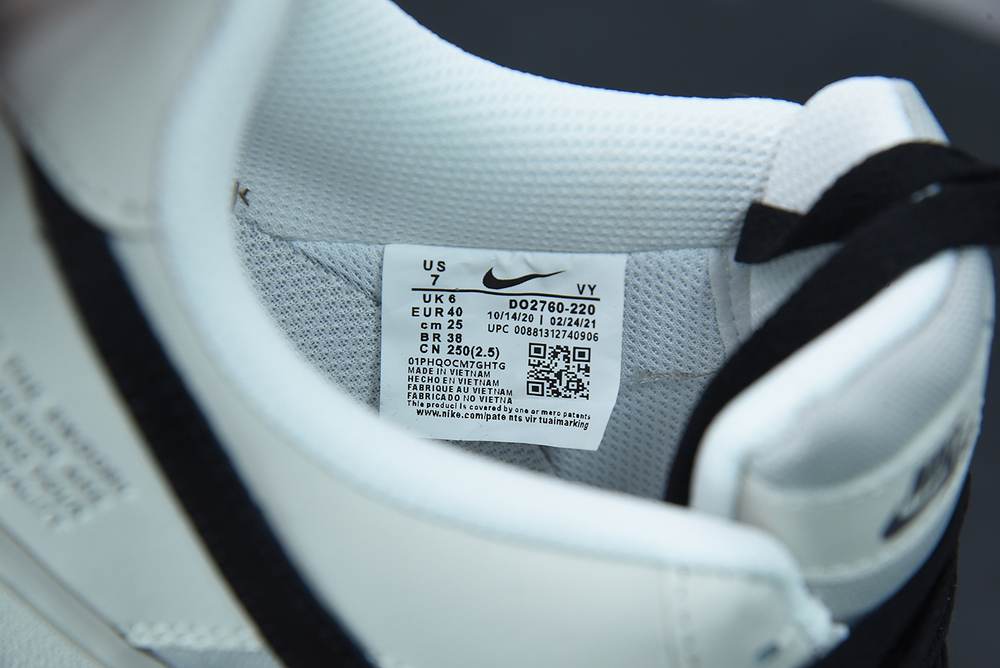 US
7
VY
UK 6
EUR 40
cm 25
BR 38
CN 250(2.5)
DO2760-220
10/14/20 | 02/24/21
UPC 00881312740906
01PHQOCM7GHTG
MADE IN VIETNAM
HECHO EN VIETNAM
FABRIQUE AU VIETNAM
FABRICADO NO VIETNA
This product is covered by one or mero patents
www.nike.com/pate nts vir tuaimarking